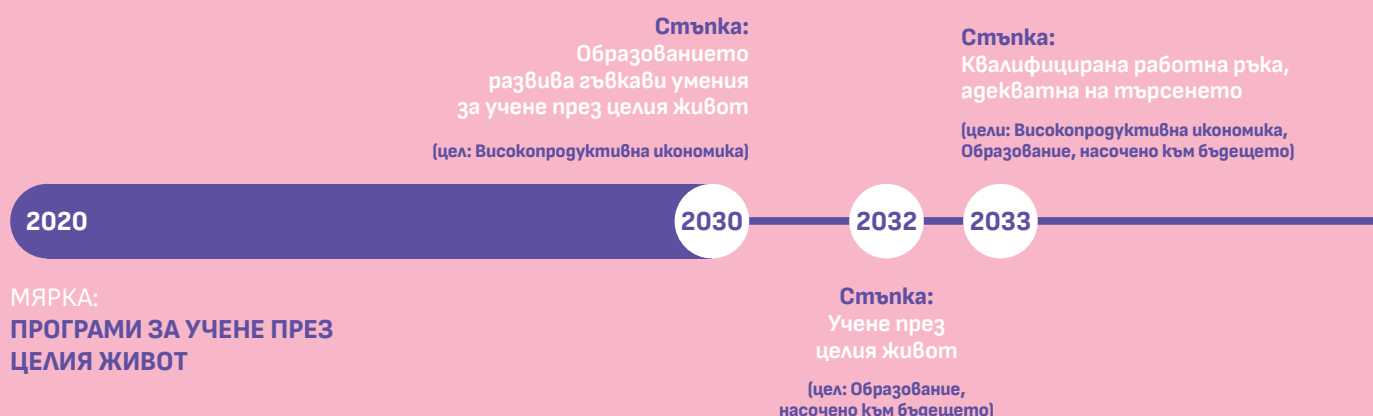 Стъпка:
Образованието
развива гъвкави умения
за учене през целия живот
(цел: Високопродуктивна икономика)
Стъпка:
Квалифицирана работна ръка,
адекватна на търсенето
(цели: Високопродуктивна икономика,
Образование, насочено към бъдещето)
2020
2030
2032
2033
МЯРКА:
ПРОГРАМИ ЗА УЧЕНЕ ПРЕЗ
ЦЕЛИЯ ЖИВОТ
Стъпка:
Учене през
целия живот
(цел: Образование,
насочено към бъдещето)